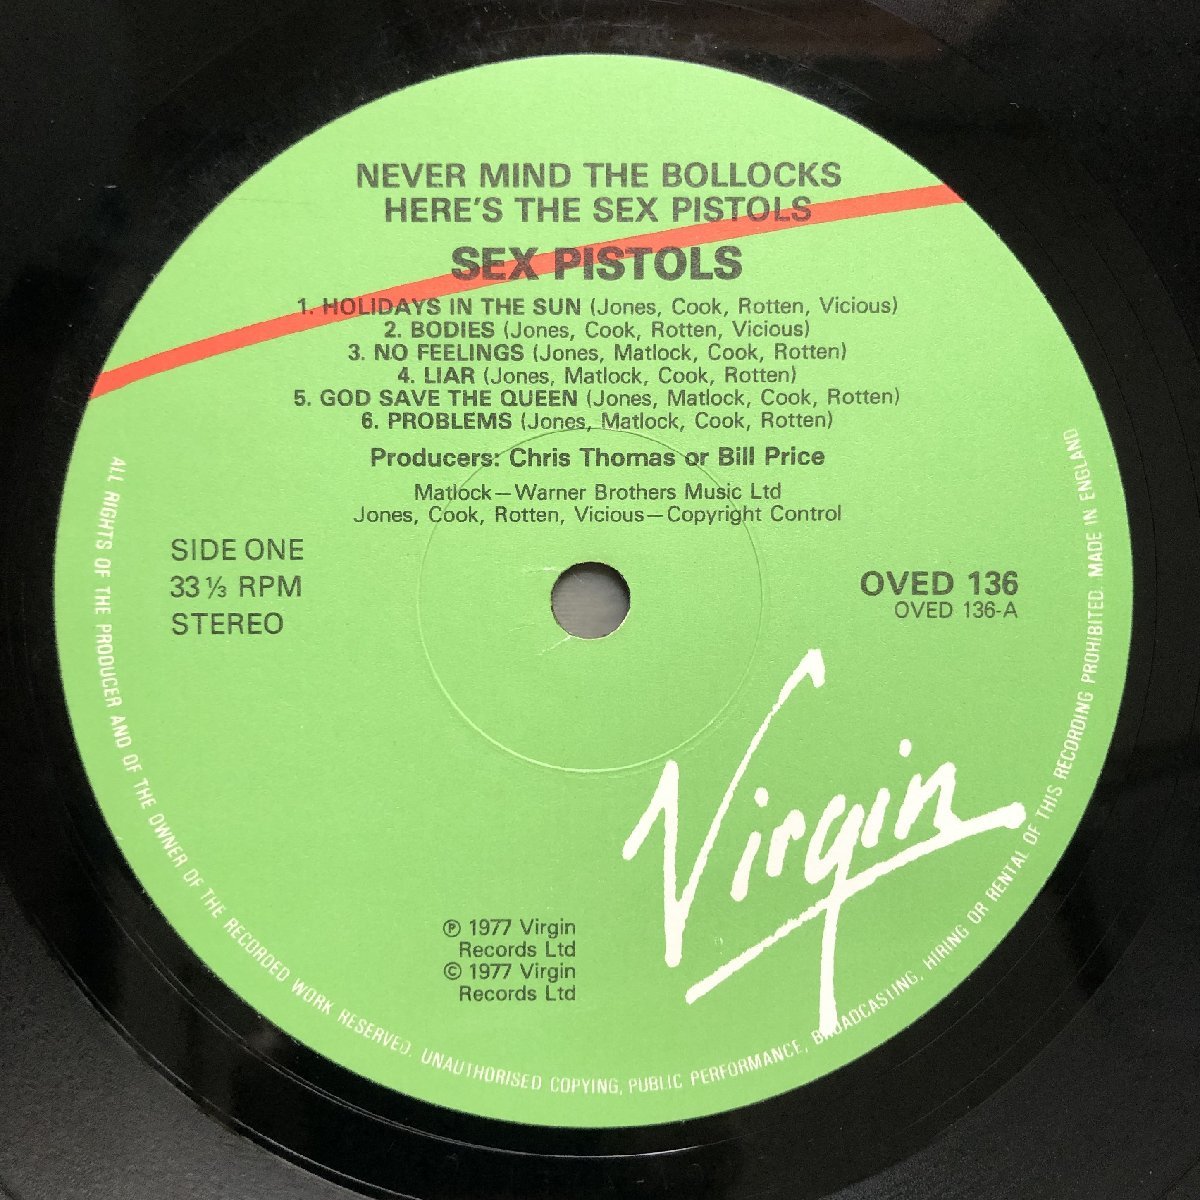 NEVER MIND THE BOLLOCKS
HERE'S THE SEX PISTOLS
SEX PISTOLS
1. HOLIDAYS IN THE SUN (Jones, Cook, Rotten, Vicious)
2. BODIES (Jones, Cook, Rotten, Vicious)
3. NO FEELINGS (Jones, Matlock, Cook, Rotten)
4. LIAR (Jones, Matlock, Cook, Rotten)
5. GOD SAVE THE QUEEN (Jones, Matlock, Cook, Rotten)
6. PROBLEMS (Jones, Matlock, Cook, Rotten)
Producers: Chris Thomas or Bill Price
Matlock—Warner Brothers Music Ltd
Jones, Cook, Rotten, Vicious—Copyright Control
SIDE ONE
33⅓ RPM
STEREO
OVED 136
OVED 136-A
Virgin
℗ 1977 Virgin
Records Ltd
© 1977 Virgin
Records Ltd
ALL RIGHTS OF THE PRODUCER AND OF THE OWNER OF THE RECORDED WORK RESERVED. UNAUTHORISED COPYING, PUBLIC PERFORMANCE, BROADCASTING, HIRING OR RENTAL OF THIS RECORDING PROHIBITED. MADE IN ENGLAND